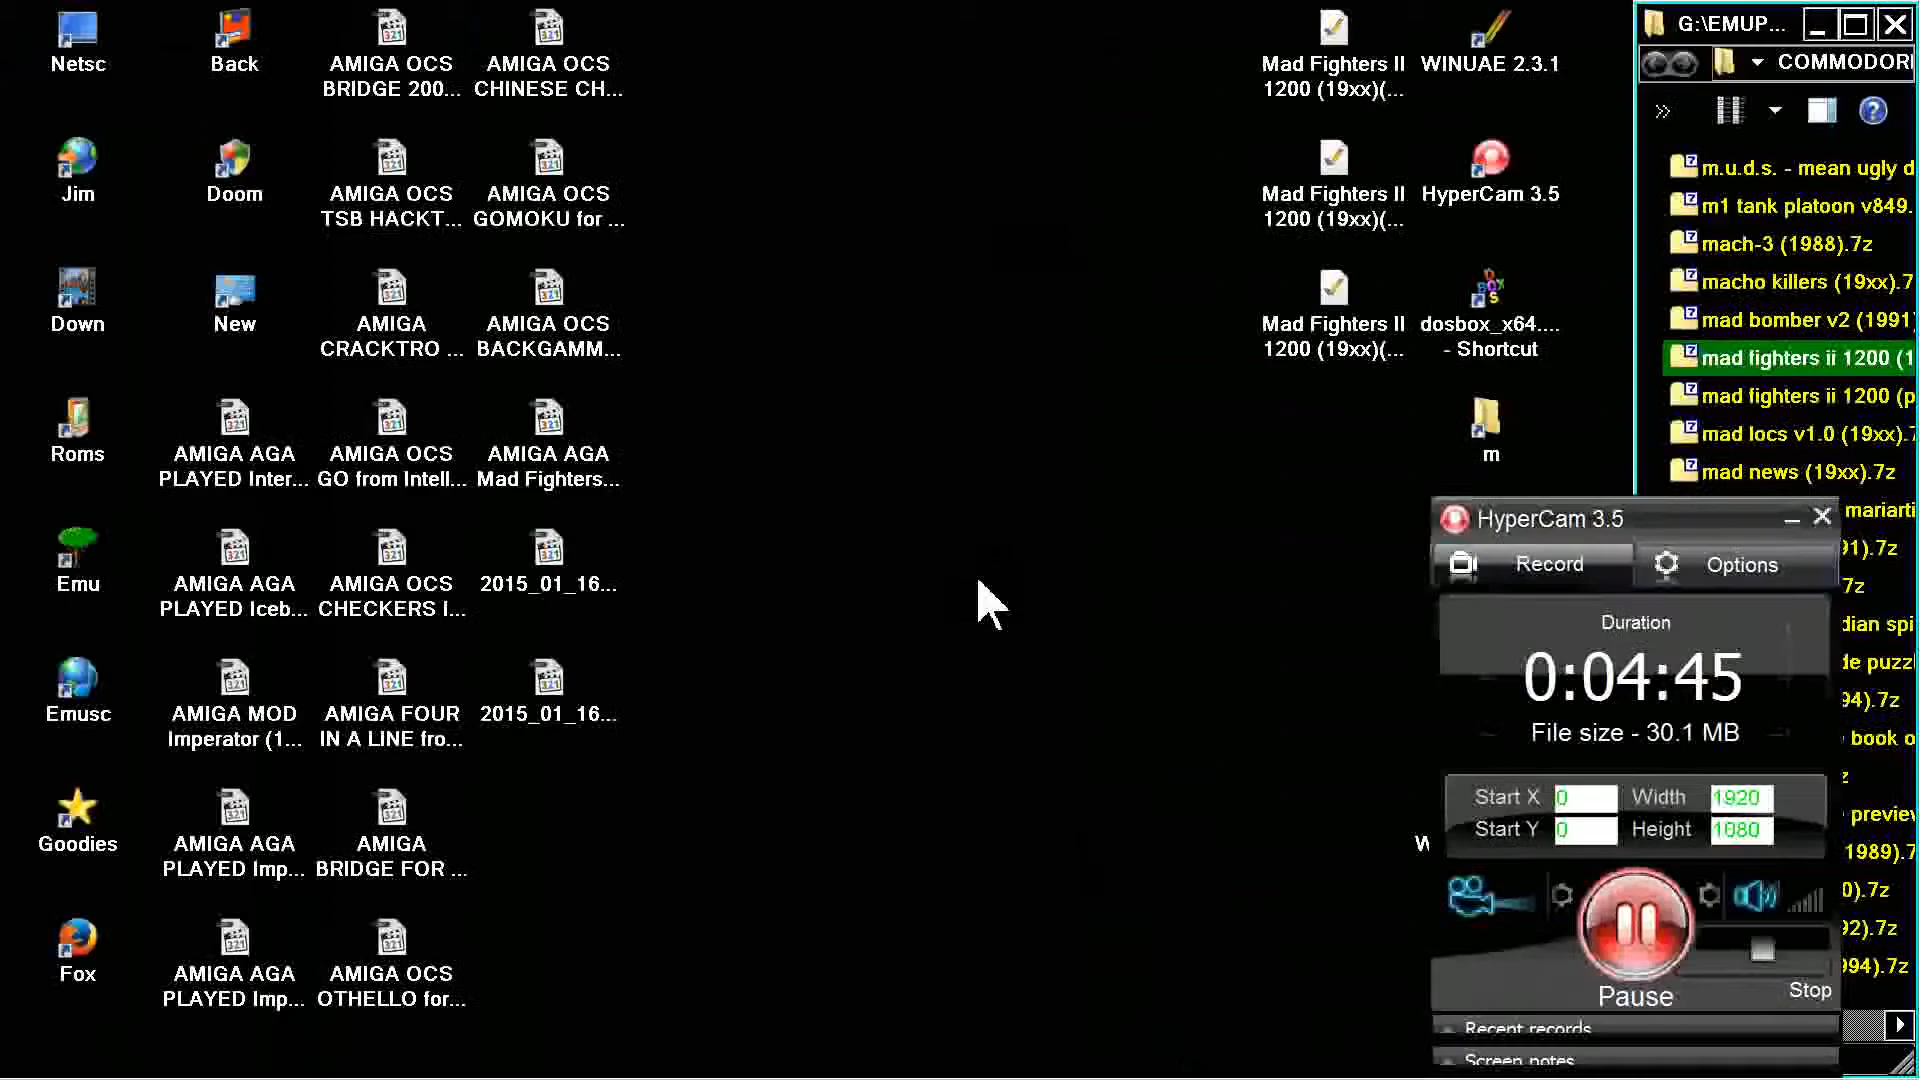 Netsc
Back
AMIGA OCS
BRIDGE 200...
AMIGA OCS
CHINESE CH...
Mad Fighters II
1200 (19xx)(...
WINUAE 2.3.1
Jim
Doom
AMIGA OCS
TSB HACKT...
AMIGA OCS
GOMOKU for ...
Mad Fighters II
1200 (19xx)(...
HyperCam 3.5
Down
New
AMIGA
CRACKTRO ...
AMIGA OCS
BACKGAMM...
Mad Fighters II
1200 (19xx)(...
dosbox_x64....
- Shortcut
Roms
AMIGA AGA
PLAYED Inter...
AMIGA OCS
GO from Intell...
AMIGA AGA
Mad Fighters...
m
Emu
AMIGA AGA
PLAYED Iceb...
AMIGA OCS
CHECKERS I...
2015_01_16...
Emusc
AMIGA MOD
Imperator (1...
AMIGA FOUR
IN A LINE fro...
2015_01_16...
Goodies
AMIGA AGA
PLAYED Imp...
AMIGA
BRIDGE FOR ...
W
Fox
AMIGA AGA
PLAYED Imp...
AMIGA OCS
OTHELLO for...
G:\EMUP...
COMMODOR
m.u.d.s. - mean ugly d
m1 tank platoon v849.
mach-3 (1988).7z
macho killers (19xx).7
mad bomber v2 (1991)
mad fighters ii 1200 (1
mad fighters ii 1200 (p
mad locs v1.0 (19xx).7
mad news (19xx).7z
mariarti
91).7z
7z
dian spi
de puzzl
94).7z
book o
z
preview
1989).7
0).7z
92).7z
994).7z
HyperCam 3.5
Record
Options
Duration
0:04:45
File size - 30.1 MB
Start X 0 Width 1920
Start Y 0 Height 1080
Pause
Stop
Recent records
Screen notes